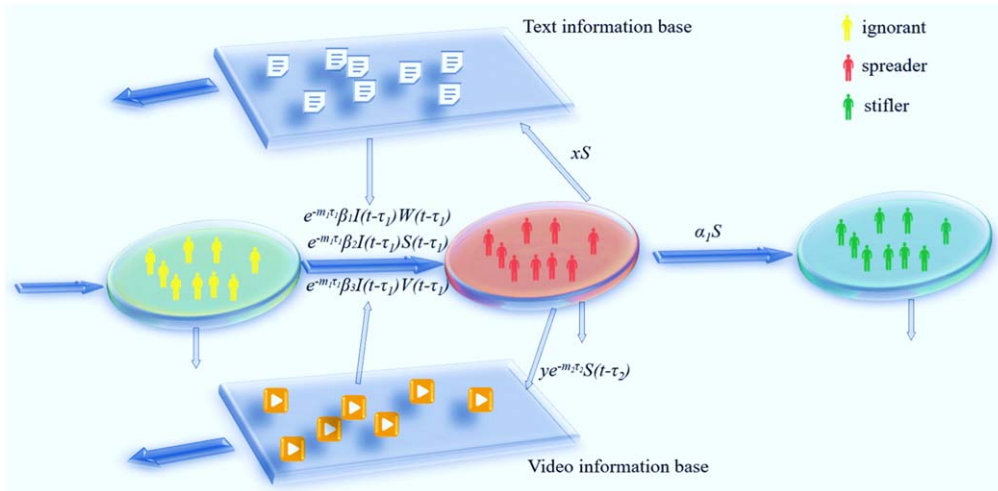 Text information base
ignorant
spreader
stifler
xS
e^{-m₁τ₁}β₁I(t-τ₁)W(t-τ₁)
e^{-m₁τ₁}β₂I(t-τ₁)S(t-τ₁)
e^{-m₁τ₁}β₃I(t-τ₁)V(t-τ₁)
α₁S
ye^{-m₂τ₂}S(t-τ₂)
Video information base